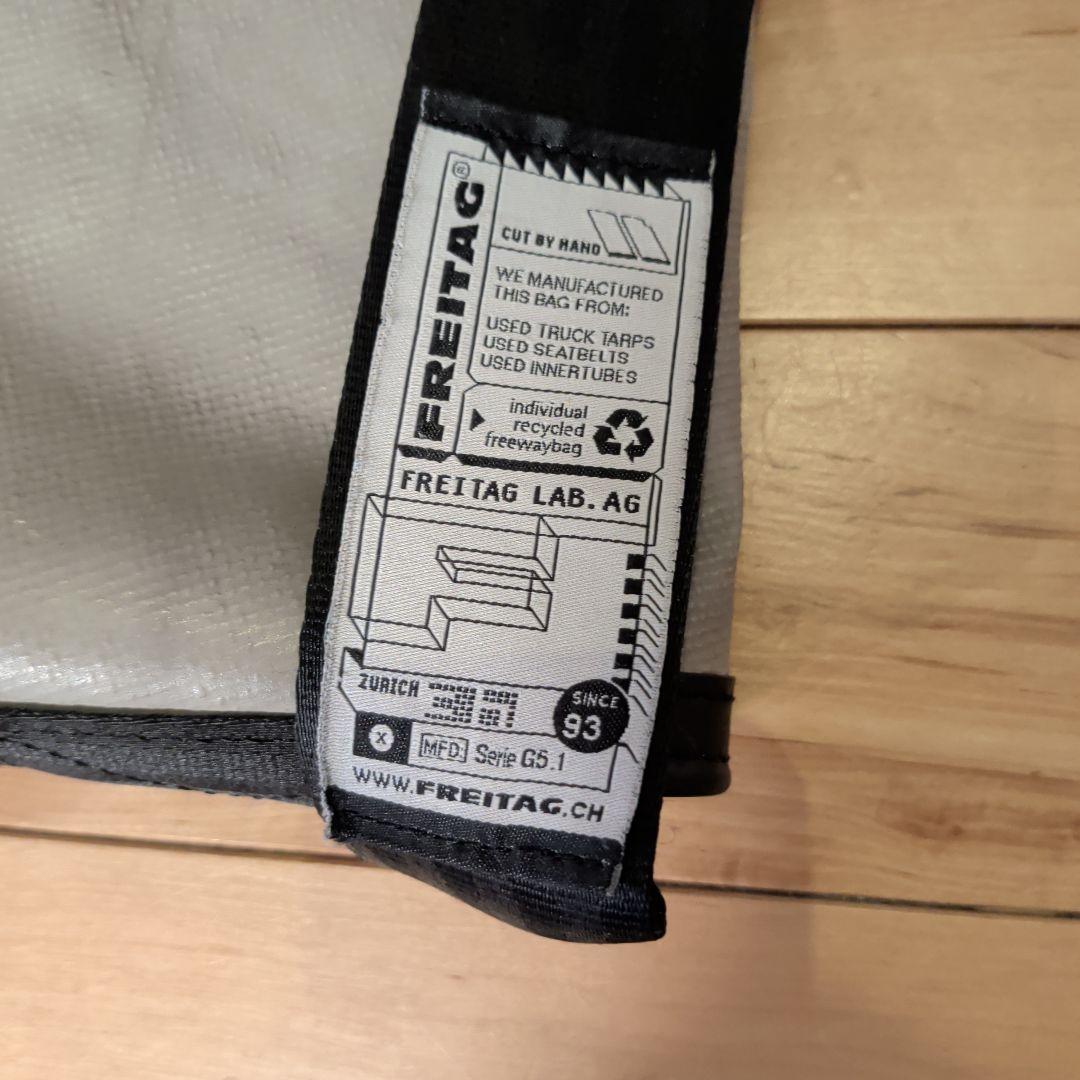 FREITAG®
CUT BY HAND
WE MANUFACTURED
THIS BAG FROM:
USED TRUCK TARPS
USED SEATBELTS
USED INNERTUBES
individual
recycled
freewaybag
FREITAG LAB. AG
ZURICH
SINCE
93
X
MFD: Serie G5.1
WWW.FREITAG.CH